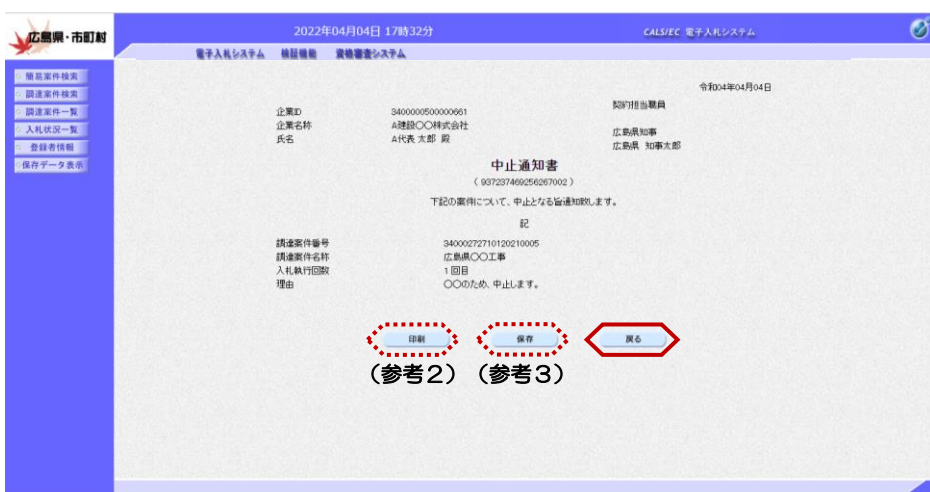 広島県・市町村
2022年04月04日 17時32分
CALS/EC 電子入札システム
電子入札システム 検証機能 資格審査システム
簡易案件検索
調達案件検索
調達案件一覧
入札状況一覧
登録者情報
保存データ表示
令和04年04月04日
企業ID 3400000500000661
企業名称 A建設〇〇株式会社
氏名 A代表 太郎 殿
契約担当職員
広島県知事
広島県 知事太郎
中止通知書
( 937237469256267002 )
下記の案件について、中止となる旨通知致します。
記
調達案件番号 34000272710120210005
調達案件名称 広島県〇〇工事
入札執行回数 1 回目
理由 〇〇のため、中止します。
印刷 保存 戻る
(参考2) (参考3)